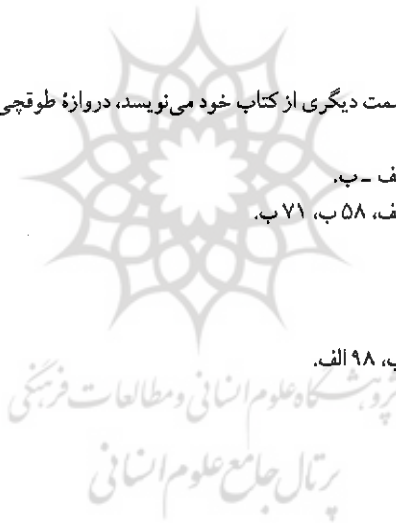 سمت دیگری از کتاب خود می‌نویسد، دروازهٔ طوقچی
ف ـ ب.
ف، ۵۸ ب، ۷۱ ب.
ب، ۹۸ الف.
پژوهشگاه علوم انسانی و مطالعات فرهنگی
پرتال جامع علوم انسانی